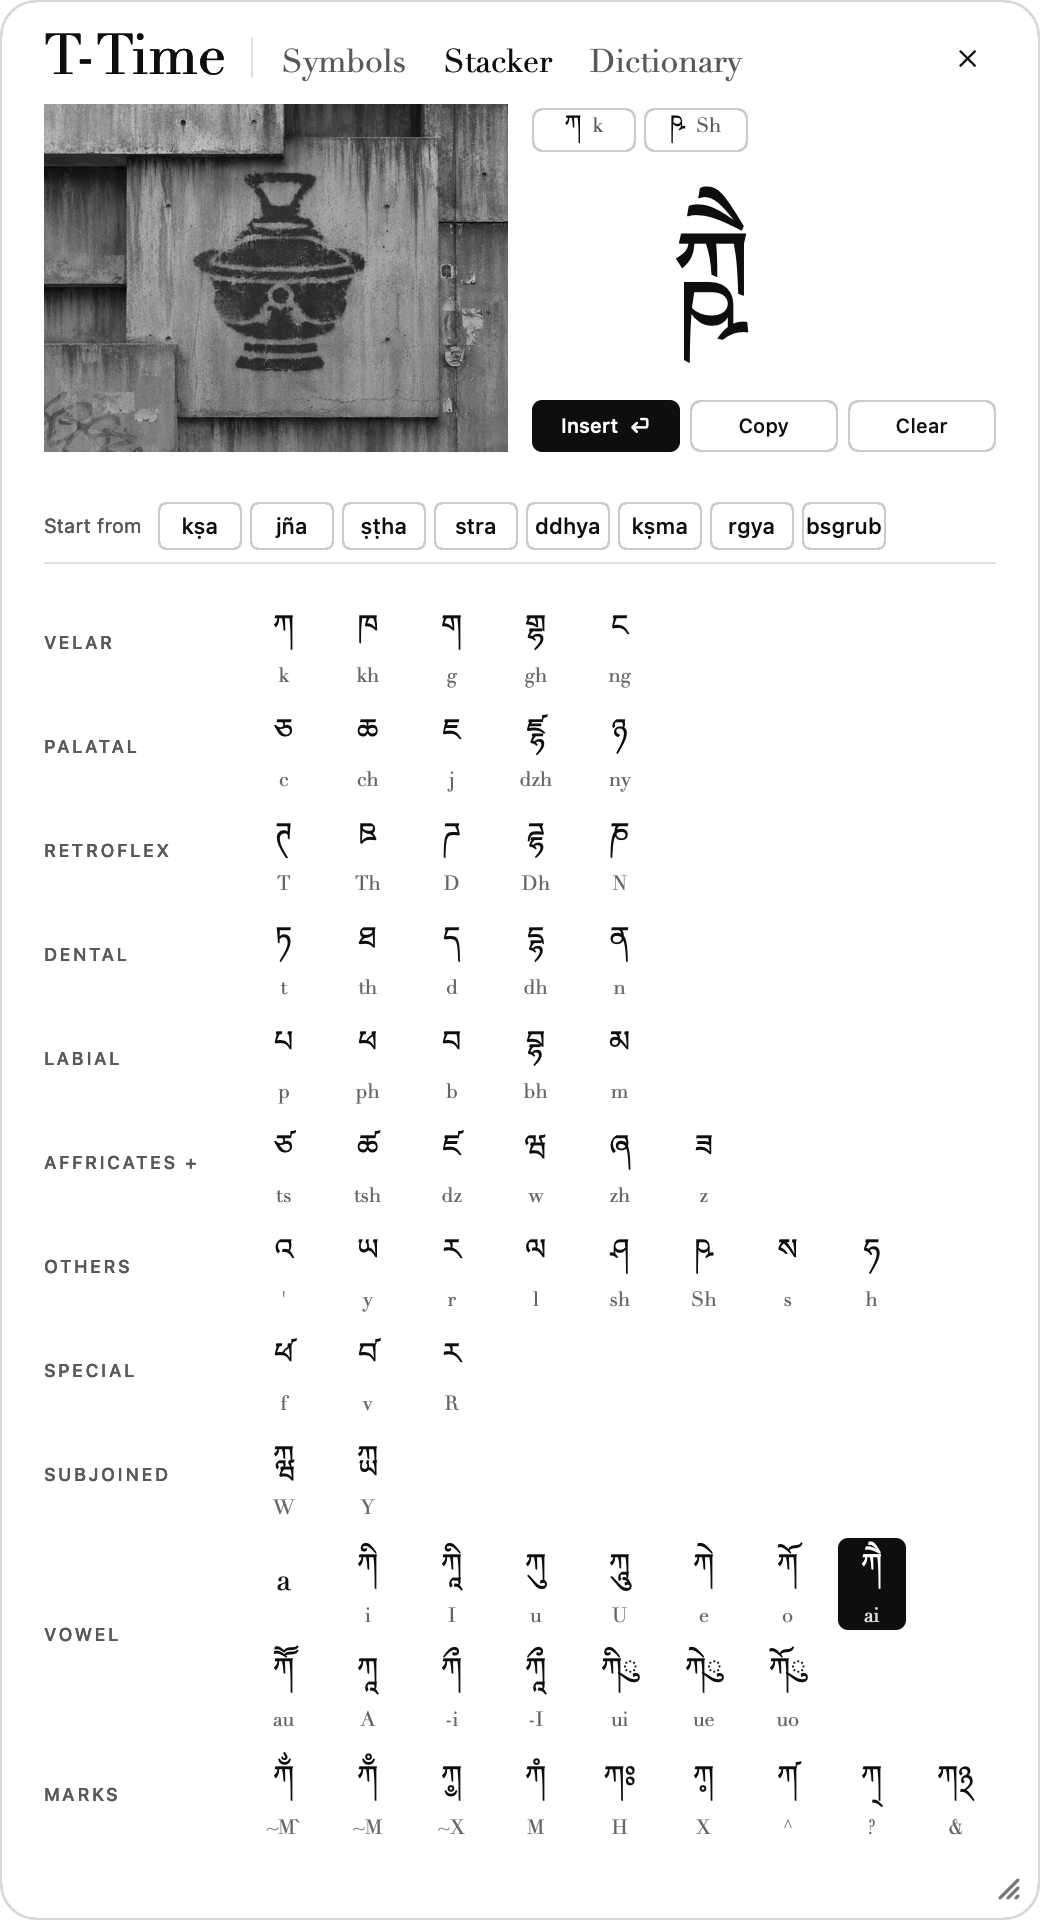 T-Time Symbols Stacker Dictionary ×
ཀ k ཥ Sh
ཀྵཻ
Insert Copy Clear
Start from kṣa jña ṣṭha stra ddhya kṣma rgya bsgrub
VELAR ཀ ཁ ག གྷ ང
k kh g gh ng
PALATAL ཅ ཆ ཇ ཛྷ ཉ
c ch j dzh ny
RETROFLEX ཊ ཋ ཌ ཌྷ ཎ
T Th D Dh N
DENTAL ཏ ཐ ད དྷ ན
t th d dh n
LABIAL པ ཕ བ བྷ མ
p ph b bh m
AFFRICATES + ཙ ཚ ཛ ཝ ཞ ཟ
ts tsh dz w zh z
OTHERS འ ཡ ར ལ ཤ ཥ ས ཧ
' y r l sh Sh s h
SPECIAL ཕ༹ བ༹ ཪ
f v R
SUBJOINED ཀྺ ཀྻ
W Y
VOWEL a ཀི ཀཱི ཀུ ཀཱུ ཀེ ཀོ ཀཻ
i I u U e o ai
ཀཽ ཀཱ ཀྀ ཀཱྀ ཀིུ ཀེུ ཀོུ
au A -i -I ui ue uo
MARKS ཀྂ ཀྃ ཀ༵ ཀཾ ཀཿ ཀ༷ ཀ༹ ཀ྄ ཀ྅
~M` ~M ~X M H X ^ ? &